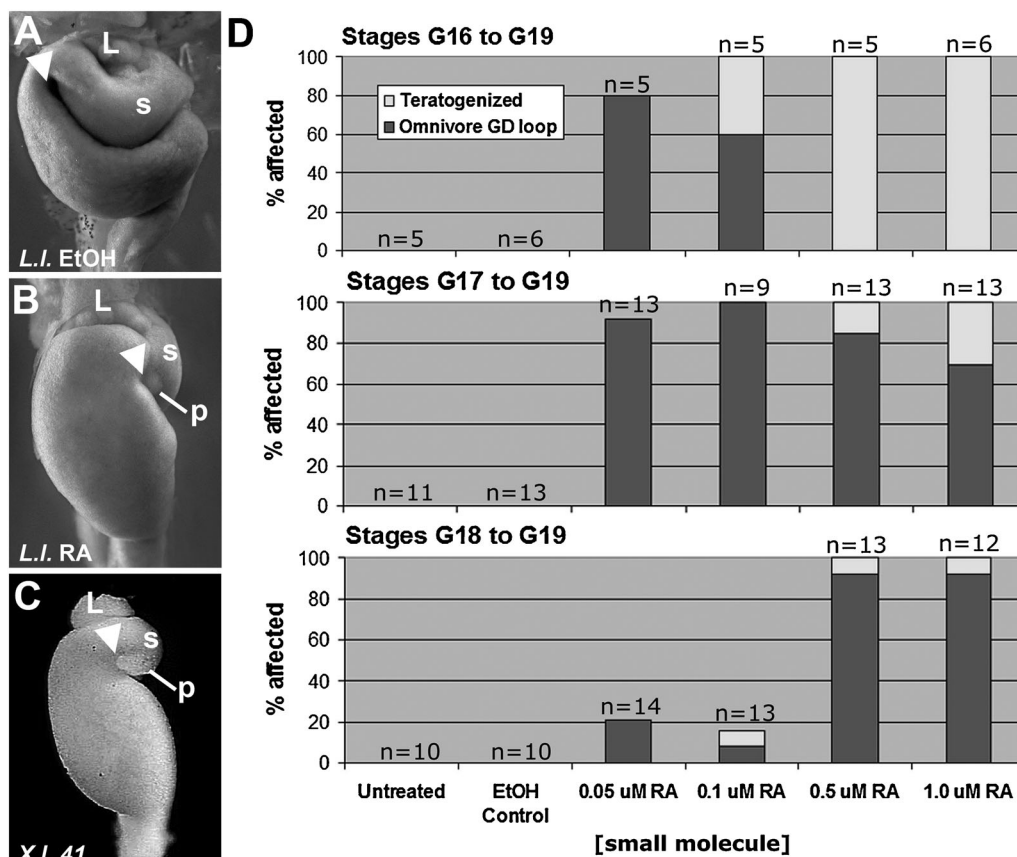 A
L
s
L.l. EtOH
B
L
s
p
L.l. RA
C
L
s
p
X.l. 41
D
Stages G16 to G19
% affected
100
80
60
40
20
0
Teratogenized
Omnivore GD loop
n=5
n=6
n=5
n=5
n=5
n=6
Stages G17 to G19
% affected
100
80
60
40
20
0
n=11
n=13
n=13
n=9
n=13
n=13
Stages G18 to G19
% affected
100
80
60
40
20
0
n=10
n=10
n=14
n=13
n=13
n=12
Untreated
EtOH Control
0.05 uM RA
0.1 uM RA
0.5 uM RA
1.0 uM RA
[small molecule]